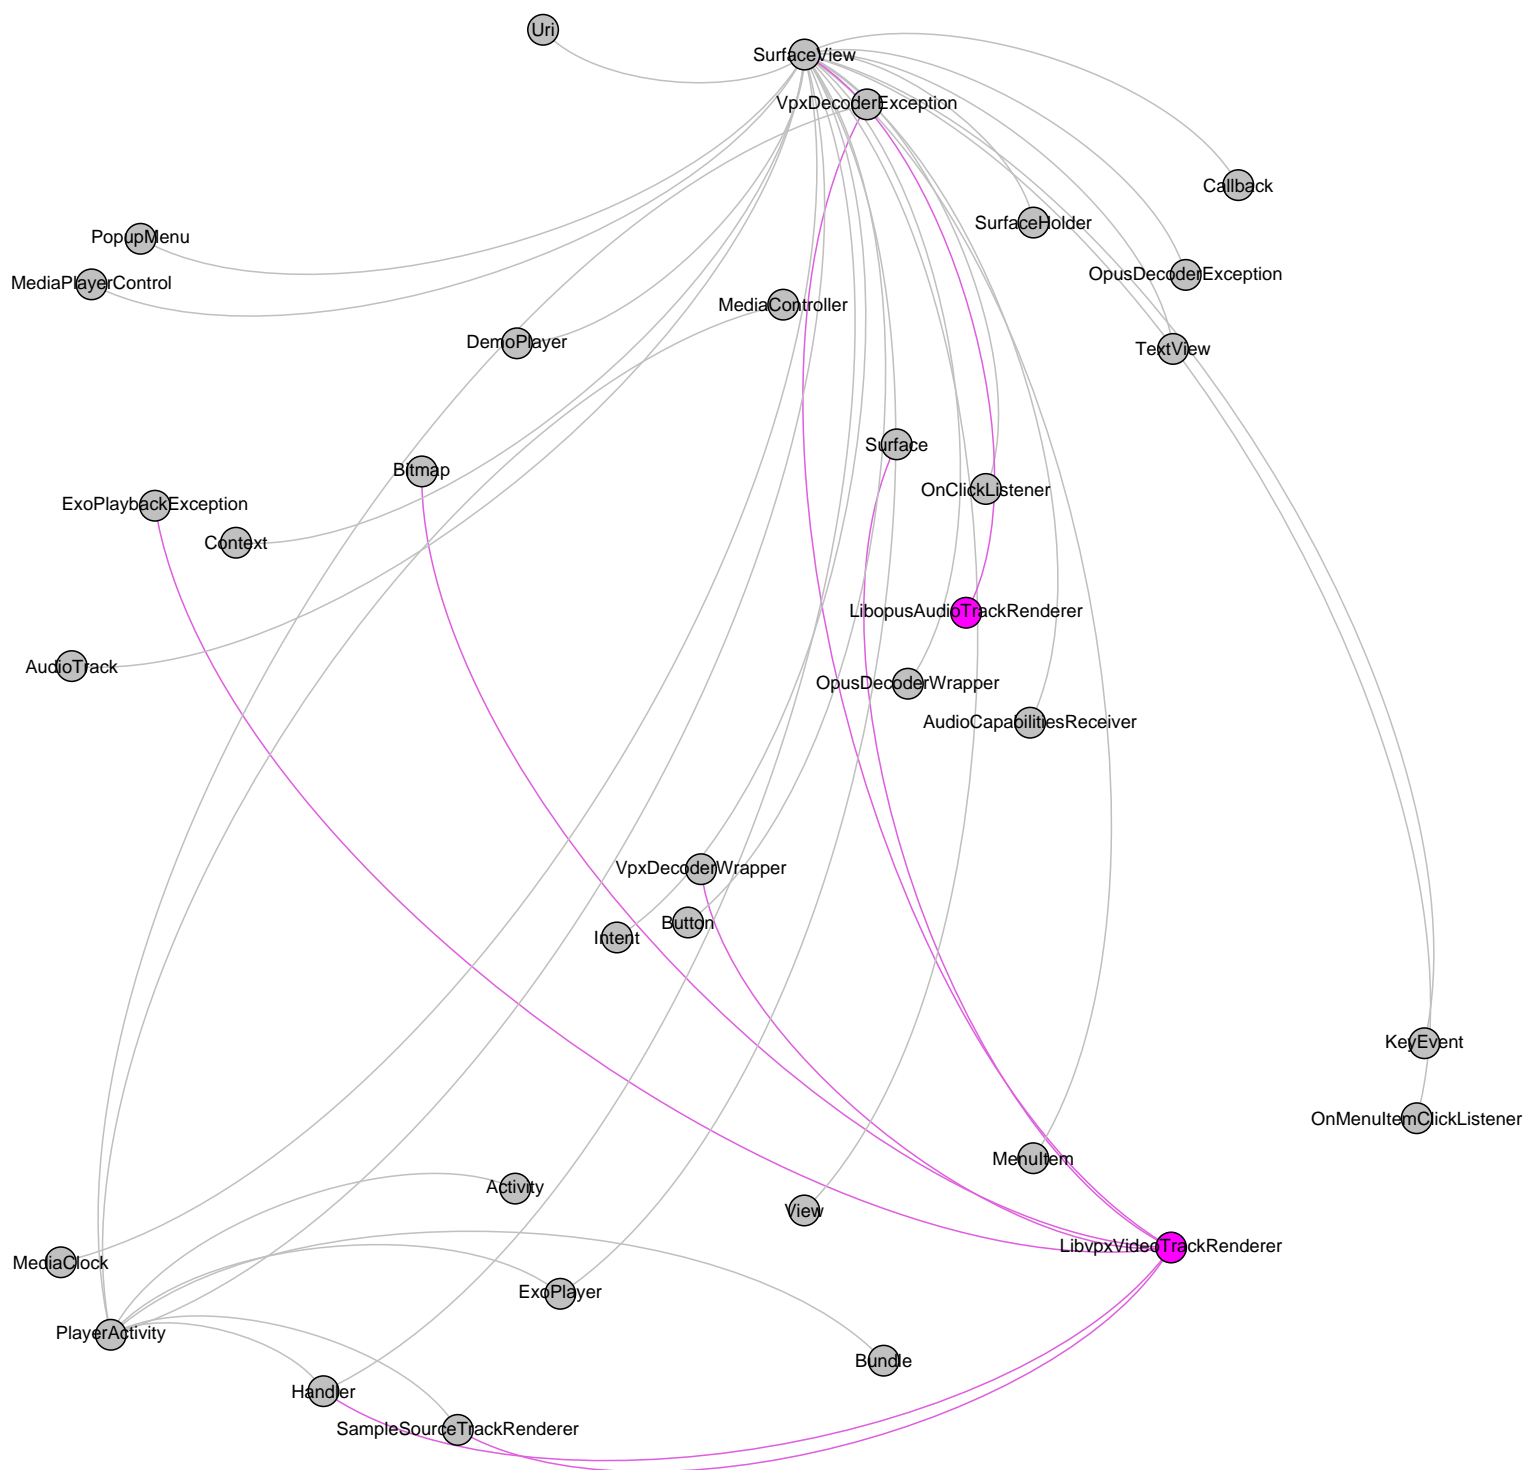 Uri
SurfaceView
VpxDecoderException
Callback
SurfaceHolder
PopupMenu
OpusDecoderException
MediaPlayerControl
MediaController
DemoPlayer
TextView
Surface
Bitmap
OnClickListener
ExoPlaybackException
Context
LibopusAudioTrackRenderer
AudioTrack
OpusDecoderWrapper
AudioCapabilitiesReceiver
VpxDecoderWrapper
Button
Intent
KeyEvent
OnMenuItemClickListener
MenuItem
Activity
View
LibvpxVideoTrackRenderer
MediaClock
ExoPlayer
PlayerActivity
Bundle
Handler
SampleSourceTrackRenderer